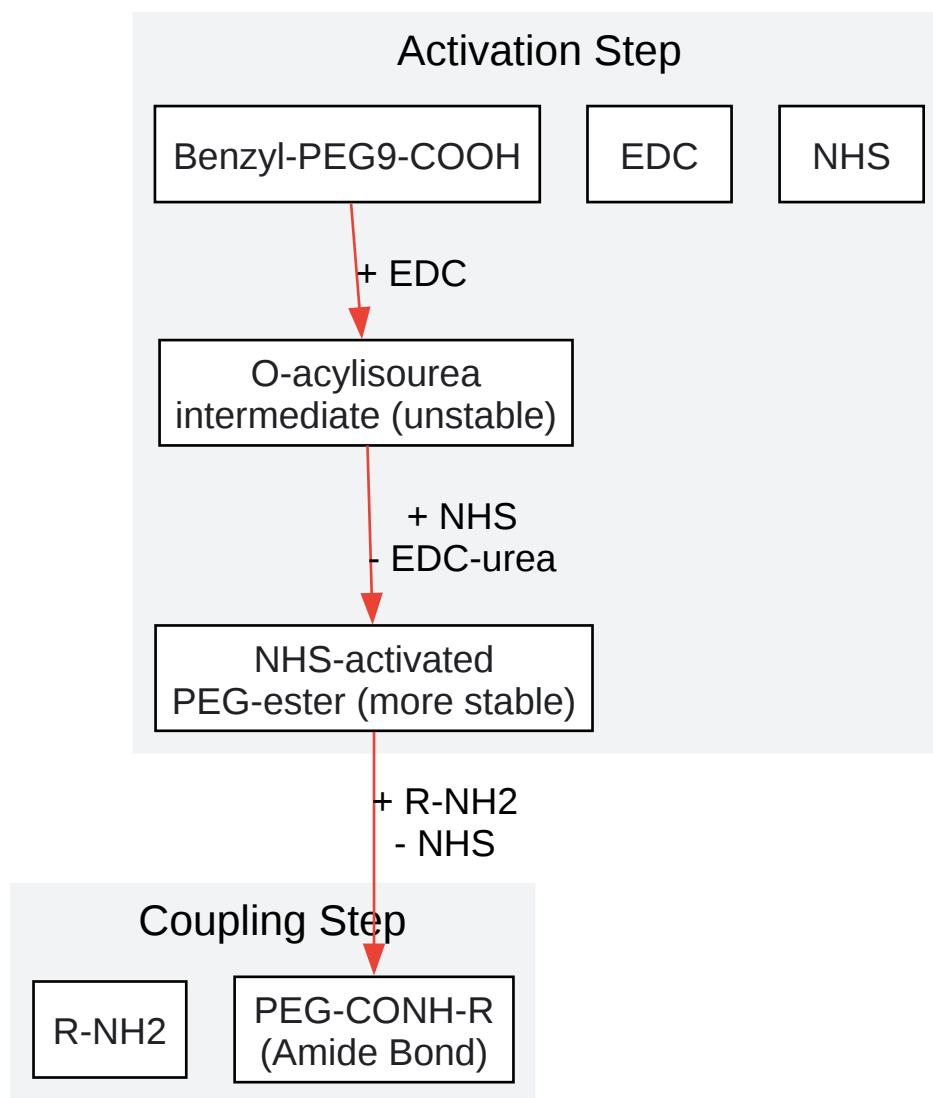 Activation Step
Benzyl-PEG9-COOH
EDC
NHS
+ EDC
O-acylisourea
intermediate (unstable)
+ NHS
- EDC-urea
NHS-activated
PEG-ester (more stable)
+ R-NH2
- NHS
Coupling Step
R-NH2
PEG-CONH-R
(Amide Bond)